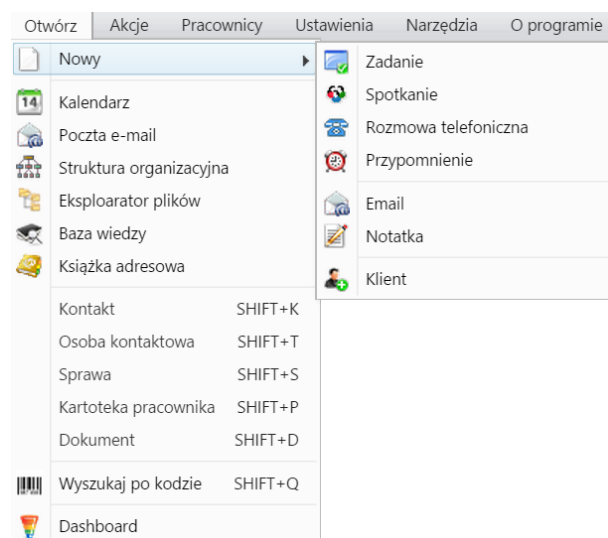 Otwórz Akcje Pracownicy Ustawienia Narzędzia O programie
Nowy
14
Kalendarz
Poczta e-mail
Struktura organizacyjna
Eksploarator plików
Baza wiedzy
Książka adresowa
Kontakt SHIFT+K
Osoba kontaktowa SHIFT+T
Sprawa SHIFT+S
Kartoteka pracownika SHIFT+P
Dokument SHIFT+D
Wyszukaj po kodzie SHIFT+Q
Dashboard
Zadanie
Spotkanie
Rozmowa telefoniczna
Przypomnienie
Email
Notatka
Klient